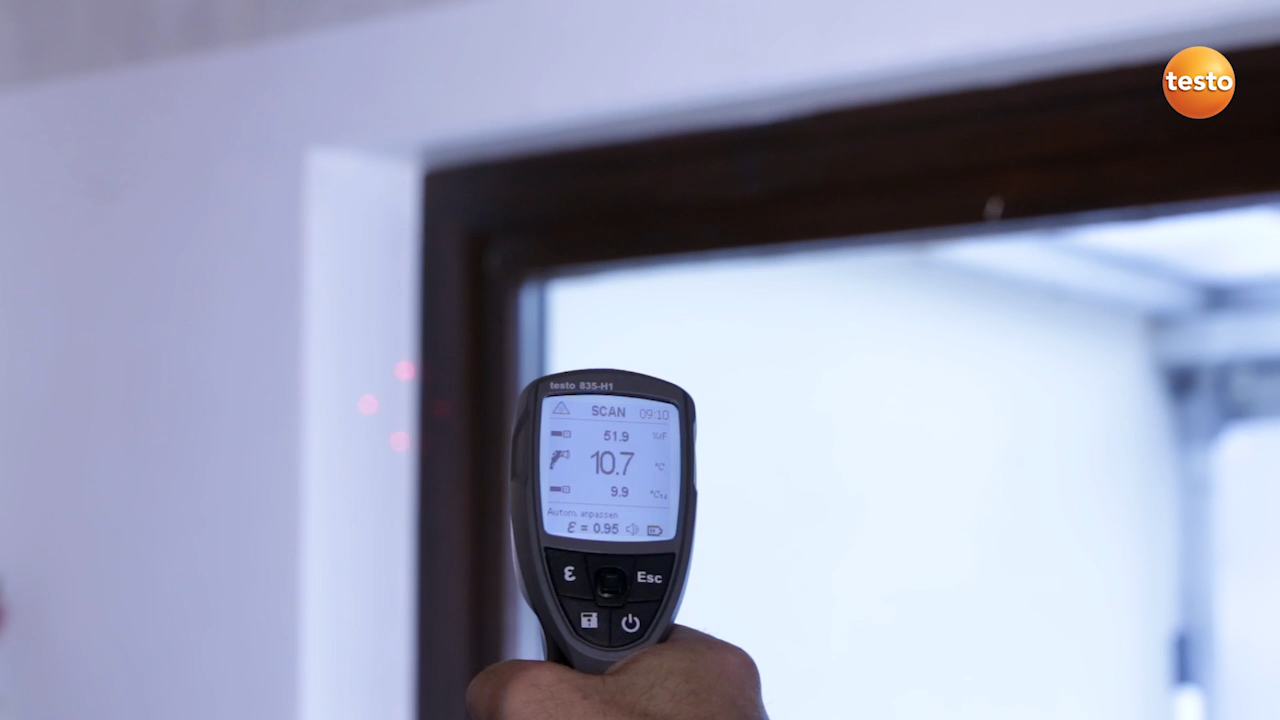 testo
testo 835-H1
SCAN 09:10
51.9 %rF
10.7 °C
9.9 °Ctd
Autom. anpassen
ε = 0.95
ε Esc